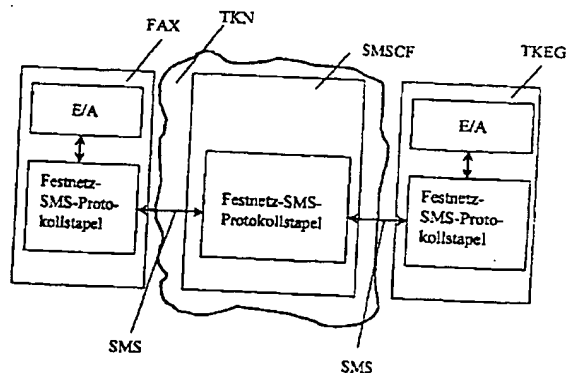 FAX
TKN
SMSCF
TKEG
E/A
Festnetz-
SMS-Proto-
kollstapel
Festnetz-SMS-
Protokollstapel
E/A
Festnetz-
SMS-Proto-
kollstapel
SMS
SMS